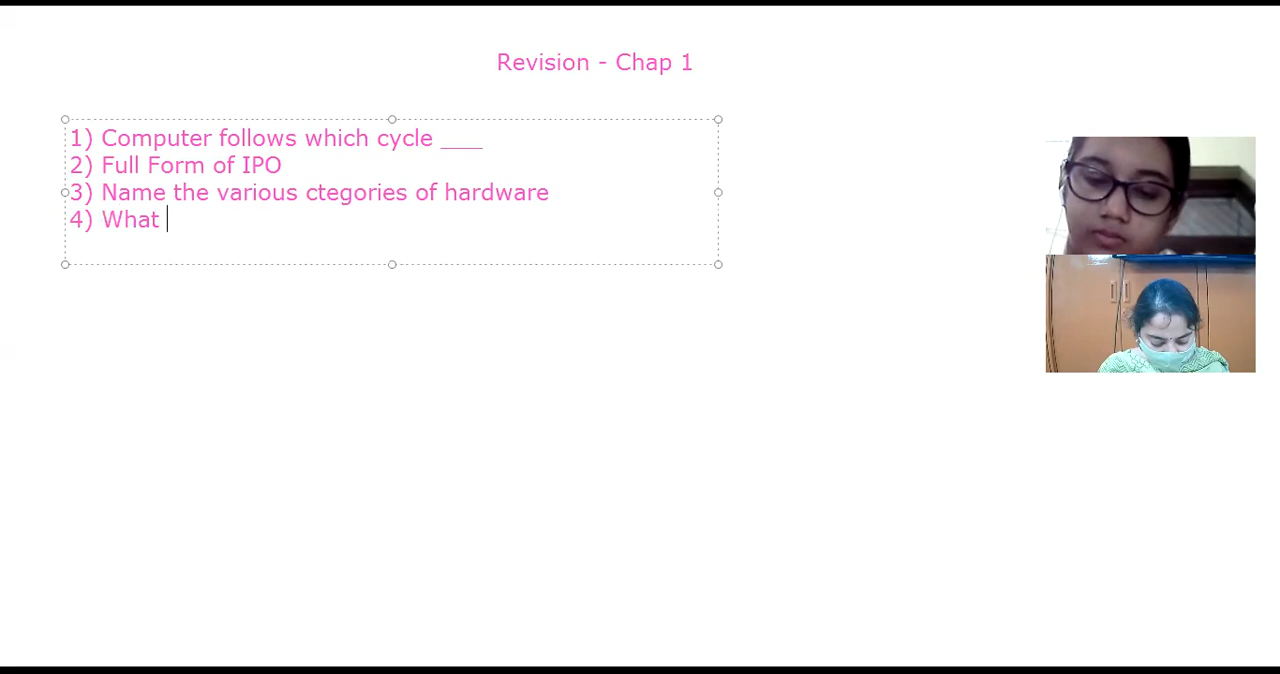 Revision - Chap 1
1) Computer follows which cycle ___
2) Full Form of IPO
3) Name the various ctegories of hardware
4) What